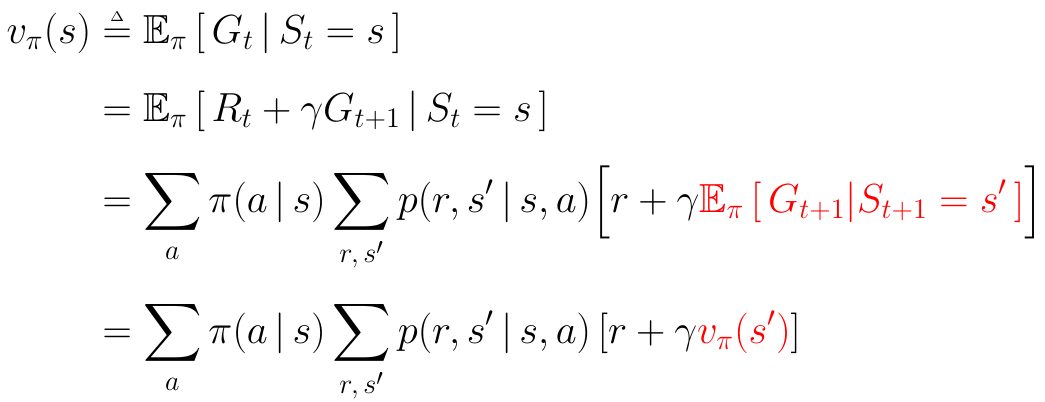 v_π(s) ≜ 𝔼_π [ G_t | S_t = s ]
= 𝔼_π [ R_t + γG_{t+1} | S_t = s ]
= ∑_a π(a | s) ∑_{r, s′} p(r, s′ | s, a) [ r + γ𝔼_π [ G_{t+1}|S_{t+1} = s′ ] ]
= ∑_a π(a | s) ∑_{r, s′} p(r, s′ | s, a) [r + γv_π(s′)]